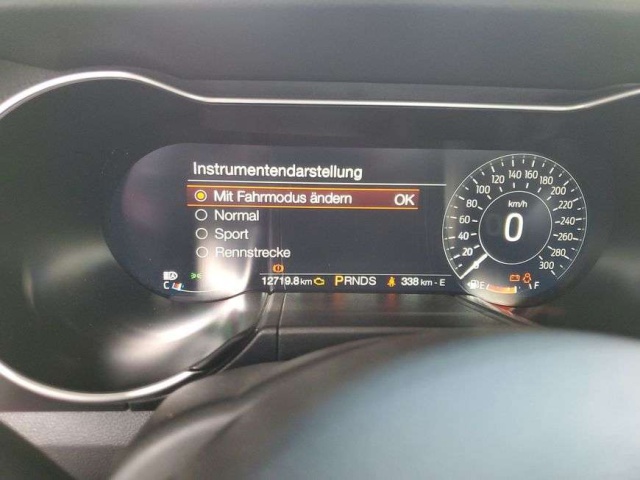 Instrumentendarstellung
Mit Fahrmodus ändern OK
Normal
Sport
Rennstrecke
12719.8 km PRNDS 338 km - E
C
0 20 40 60 80 100 120 140 160 180 200 220 240 260 280 300
km/h
0
E F